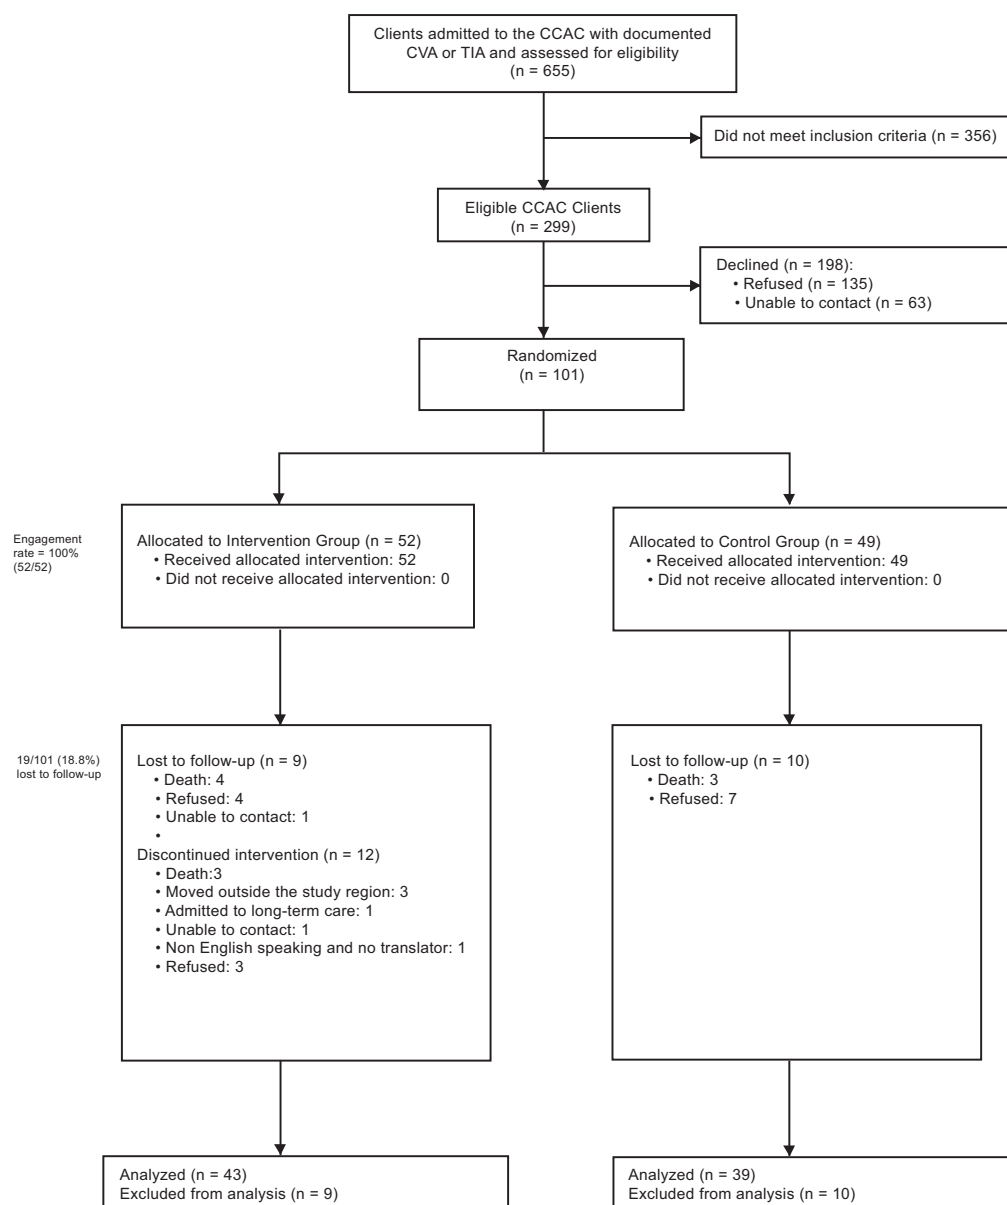 Clients admitted to the CCAC with documented
CVA or TIA and assessed for eligibility
(n = 655)
Did not meet inclusion criteria (n = 356)
Eligible CCAC Clients
(n = 299)
Declined (n = 198):
• Refused (n = 135)
• Unable to contact (n = 63)
Randomized
(n = 101)
Engagement
rate = 100%
(52/52)
Allocated to Intervention Group (n = 52)
• Received allocated intervention: 52
• Did not receive allocated intervention: 0
Allocated to Control Group (n = 49)
• Received allocated intervention: 49
• Did not receive allocated intervention: 0
19/101 (18.8%)
lost to follow-up
Lost to follow-up (n = 9)
• Death: 4
• Refused: 4
• Unable to contact: 1
•
Discontinued intervention (n = 12)
• Death:3
• Moved outside the study region: 3
• Admitted to long-term care: 1
• Unable to contact: 1
• Non English speaking and no translator: 1
• Refused: 3
Lost to follow-up (n = 10)
• Death: 3
• Refused: 7
Analyzed (n = 43)
Excluded from analysis (n = 9)
Analyzed (n = 39)
Excluded from analysis (n = 10)